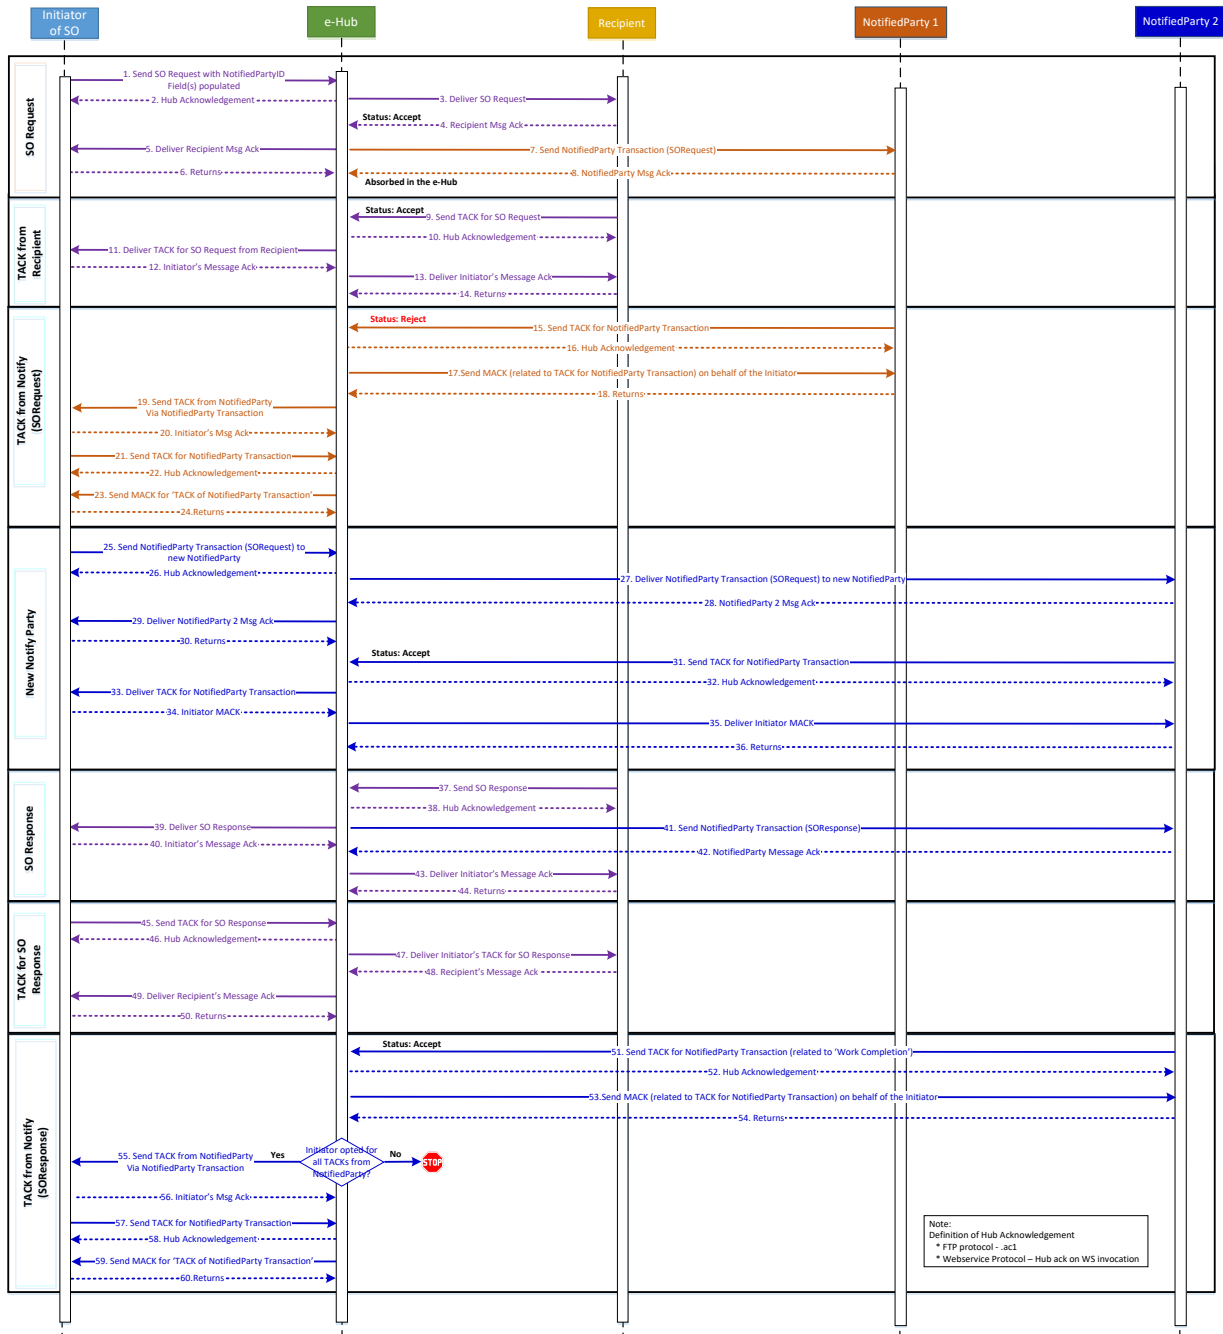 Initiator
of SO
e-Hub
Recipient
NotifiedParty 1
NotifiedParty 2
SO Request
1. Send SO Request with NotifiedPartyID
Field(s) populated
2. Hub Acknowledgement
3. Deliver SO Request
Status: Accept
4. Recipient Msg Ack
5. Deliver Recipient Msg Ack
7. Send NotifiedParty Transaction (SORequest)
6. Returns
8. NotifiedParty Msg Ack
Absorbed in the e-Hub
TACK from
Recipient
Status: Accept
9. Send TACK for SO Request
10. Hub Acknowledgement
11. Deliver TACK for SO Request from Recipient
12. Initiator's Message Ack
13. Deliver Initiator's Message Ack
14. Returns
TACK from Notify
(SORequest)
Status: Reject
15. Send TACK for NotifiedParty Transaction
16. Hub Acknowledgement
17.Send MACK (related to TACK for NotifiedParty Transaction) on behalf of the Initiator
18. Returns
19. Send TACK from NotifiedParty
Via NotifiedParty Transaction
20. Initiator's Msg Ack
21. Send TACK for NotifiedParty Transaction
22. Hub Acknowledgement
23. Send MACK for 'TACK of NotifiedParty Transaction'
24.Returns
New Notify Party
25. Send NotifiedParty Transaction (SORequest) to
new NotifiedParty
26. Hub Acknowledgement
27. Deliver NotifiedParty Transaction (SORequest) to new NotifiedParty
28. NotifiedParty 2 Msg Ack
29. Deliver NotifiedParty 2 Msg Ack
30. Returns
Status: Accept
31. Send TACK for NotifiedParty Transaction
32. Hub Acknowledgement
33. Deliver TACK for NotifiedParty Transaction
34. Initiator MACK
35. Deliver Initiator MACK
36. Returns
SO Response
37. Send SO Response
38. Hub Acknowledgement
39. Deliver SO Response
41. Send NotifiedParty Transaction (SOResponse)
40. Initiator's Message Ack
42. NotifiedParty Message Ack
43. Deliver Initiator's Message Ack
44. Returns
TACK for SO
Response
45. Send TACK for SO Response
46. Hub Acknowledgement
47. Deliver Initiator's TACK for SO Response
48. Recipient's Message Ack
49. Deliver Recipient's Message Ack
50. Returns
TACK from Notify
(SOResponse)
Status: Accept
51. Send TACK for NotifiedParty Transaction (related to 'Work Completion')
52. Hub Acknowledgement
53.Send MACK (related to TACK for NotifiedParty Transaction) on behalf of the Initiator
54. Returns
Initiator opted for
all TACKs from
NotifiedParty?
Yes
No
STOP
55. Send TACK from NotifiedParty
Via NotifiedParty Transaction
56. Initiator's Msg Ack
57. Send TACK for NotifiedParty Transaction
58. Hub Acknowledgement
59. Send MACK for 'TACK of NotifiedParty Transaction'
60.Returns
Note:
Definition of Hub Acknowledgement
* FTP protocol - .ac1
* Webservice Protocol – Hub ack on WS invocation